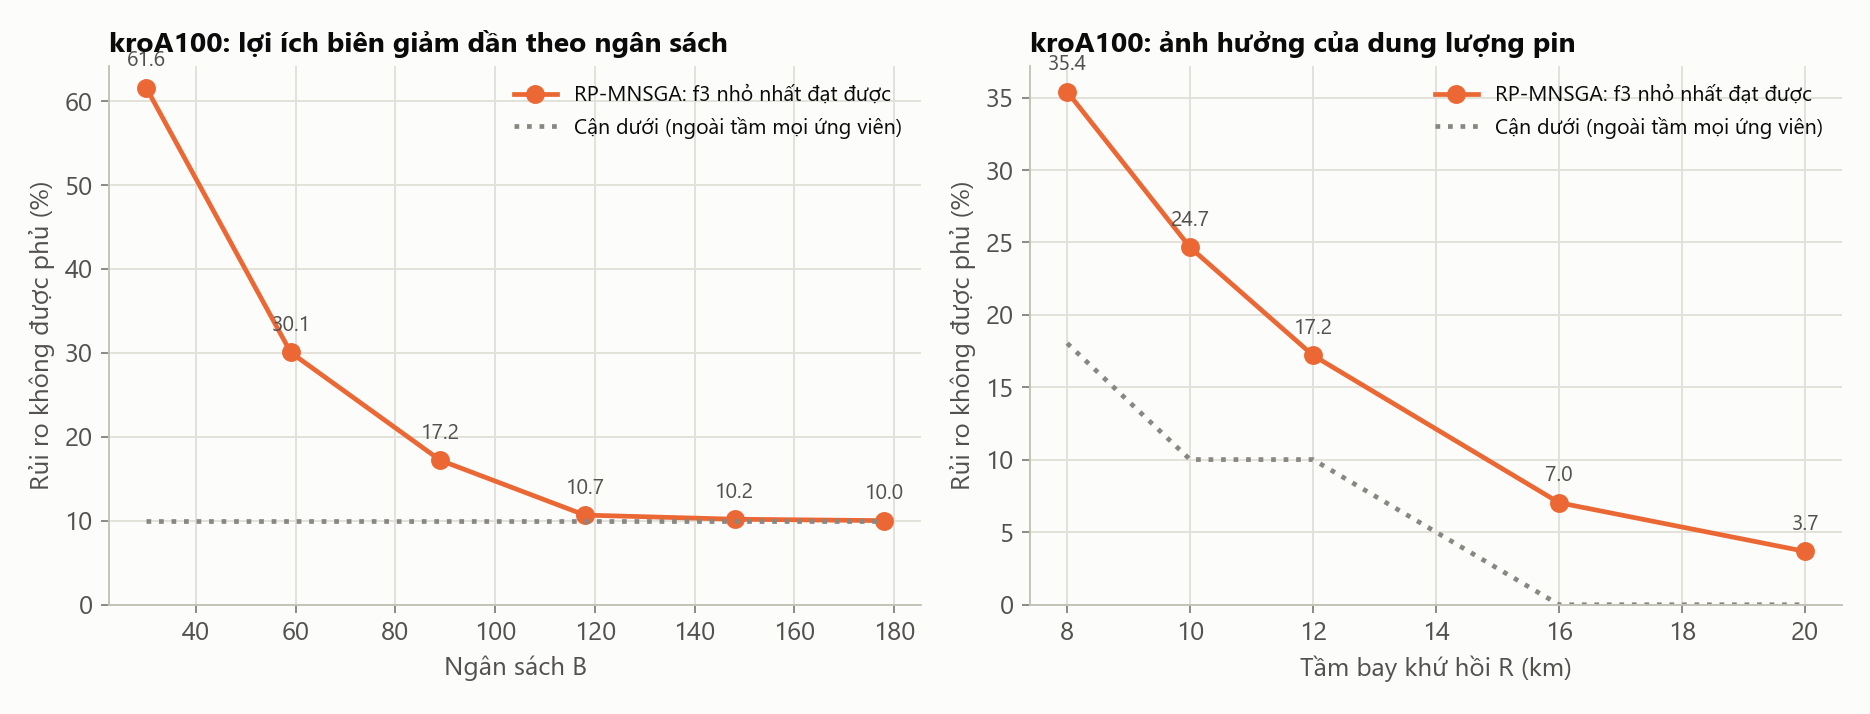 kroA100: lợi ích biên giảm dần theo ngân sách
61.6
RP-MNSGA: f3 nhỏ nhất đạt được
Cận dưới (ngoài tầm mọi ứng viên)
30.1
17.2
10.7
10.2
10.0
Rủi ro không được phủ (%)
60
50
40
30
20
10
0
40 60 80 100 120 140 160 180
Ngân sách B
kroA100: ảnh hưởng của dung lượng pin
35.4
RP-MNSGA: f3 nhỏ nhất đạt được
Cận dưới (ngoài tầm mọi ứng viên)
24.7
17.2
7.0
3.7
Rủi ro không được phủ (%)
35
30
25
20
15
10
5
0
8 10 12 14 16 18 20
Tầm bay khứ hồi R (km)